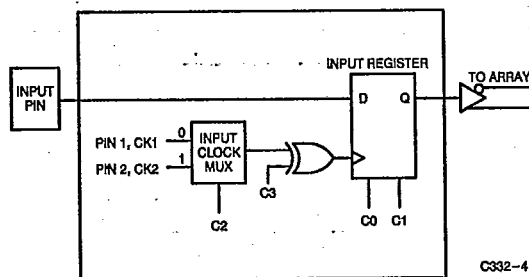 INPUT REGISTER
TO ARRAY
INPUT
PIN
D
Q
PIN 1, CK1
0
PIN 2, CK2
1
INPUT
CLOCK
MUX
C3
C2
C0
C1
C332-4